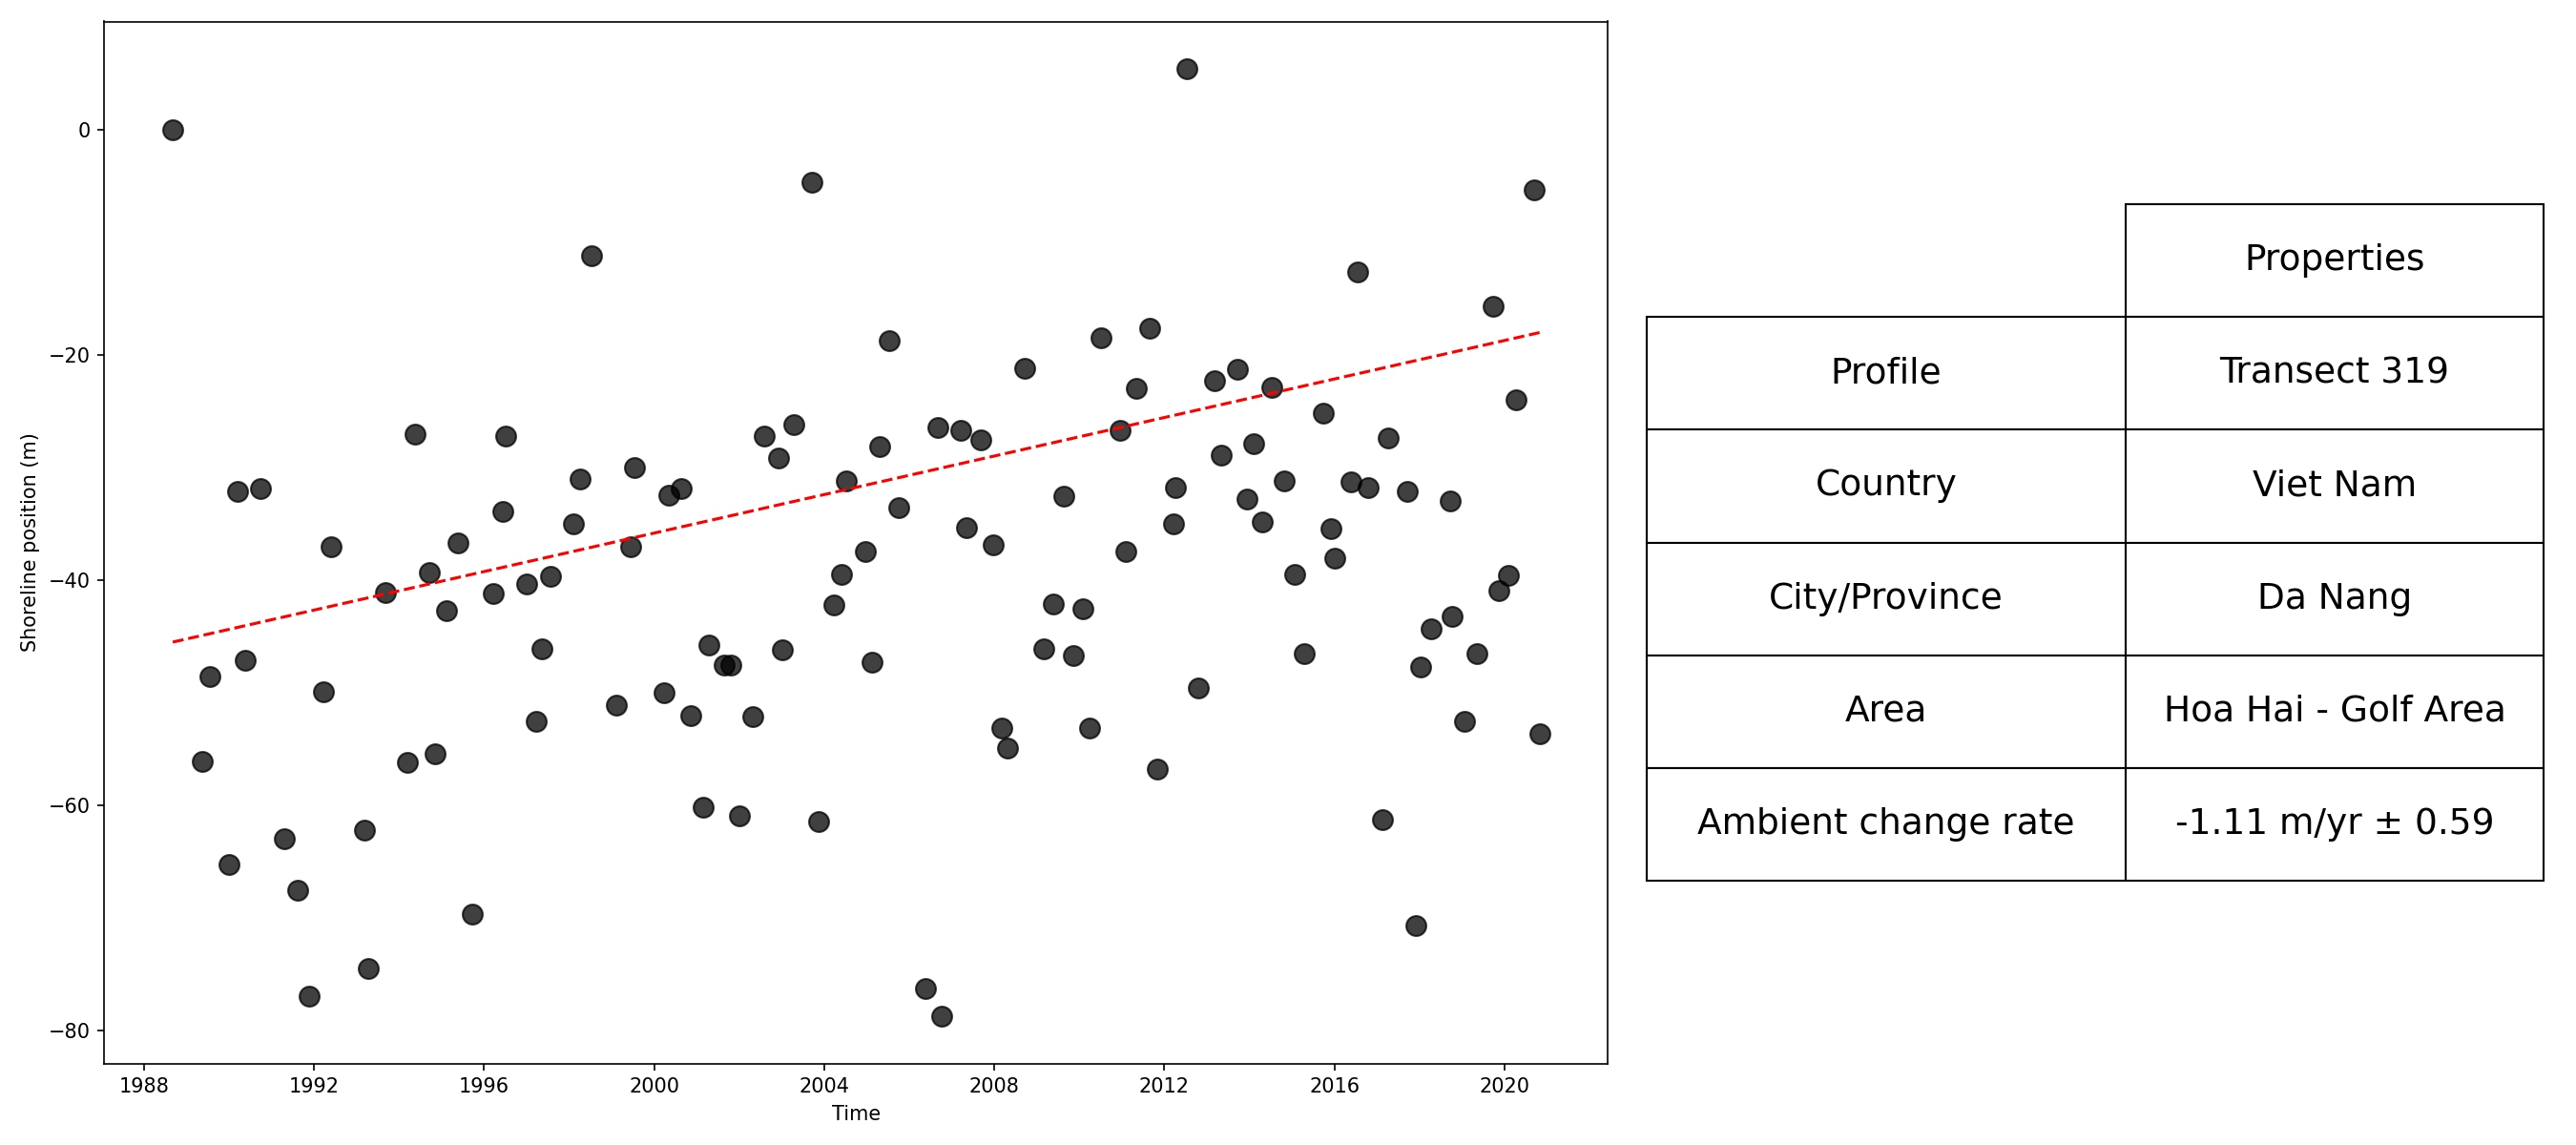 0
−20
−40
−60
−80
Shoreline position (m)
1988 1992 1996 2000 2004 2008 2012 2016 2020
Time
Properties
Profile Transect 319
Country Viet Nam
City/Province Da Nang
Area Hoa Hai - Golf Area
Ambient change rate -1.11 m/yr ± 0.59